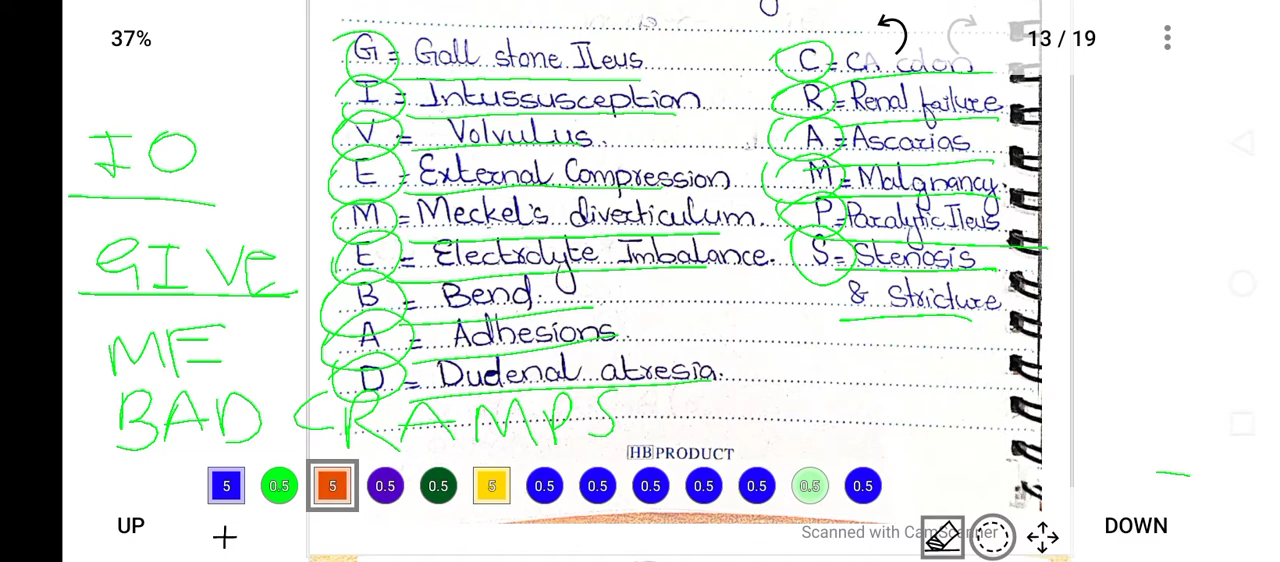 37%
13 / 19
G = Gall stone Ileus
I = Intussusception
V = Volvulus.
E = External Compression
M = Meckel's diverticulum.
E = Electrolyte Imbalance.
B = Bend.
A = Adhesions
D = Dudenal atresia.
C = CA colon
R = Renal failure
A = Ascarias
M = Malgnancy.
P = Paralytic Ileus
S = Stenosis
& Stricture
IO
GIVE
ME
BAD CRAMPS
HB PRODUCT
5 0.5 5 0.5 0.5 5 0.5 0.5 0.5 0.5 0.5 0.5 0.5
Scanned with CamScanner
UP
+
DOWN